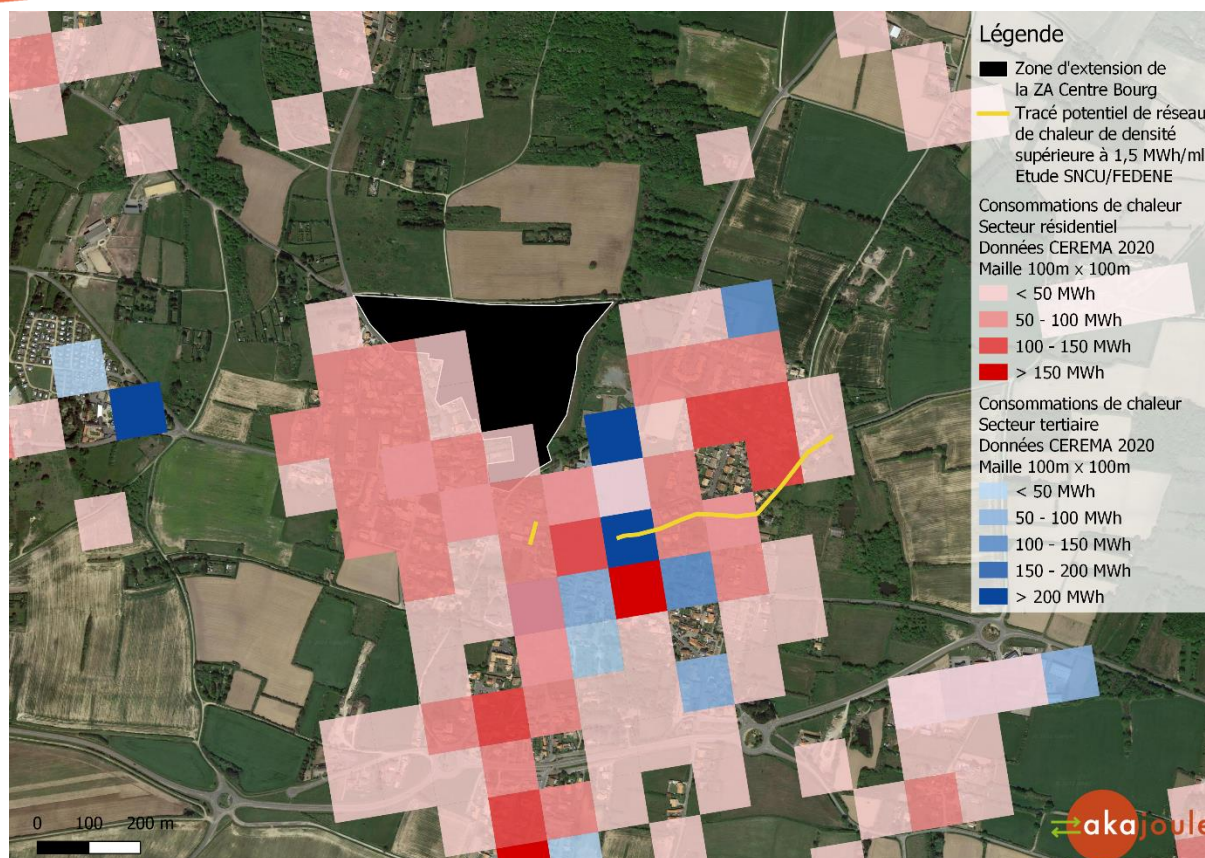 Légende
Zone d'extension de
la ZA Centre Bourg
Tracé potentiel de réseau
de chaleur de densité
supérieure à 1,5 MWh/ml
Etude SNCU/FEDENE
Consommations de chaleur
Secteur résidentiel
Données CEREMA 2020
Maille 100m x 100m
< 50 MWh
50 - 100 MWh
100 - 150 MWh
> 150 MWh
Consommations de chaleur
Secteur tertiaire
Données CEREMA 2020
Maille 100m x 100m
< 50 MWh
50 - 100 MWh
100 - 150 MWh
150 - 200 MWh
> 200 MWh
0 100 200 m
akajoule